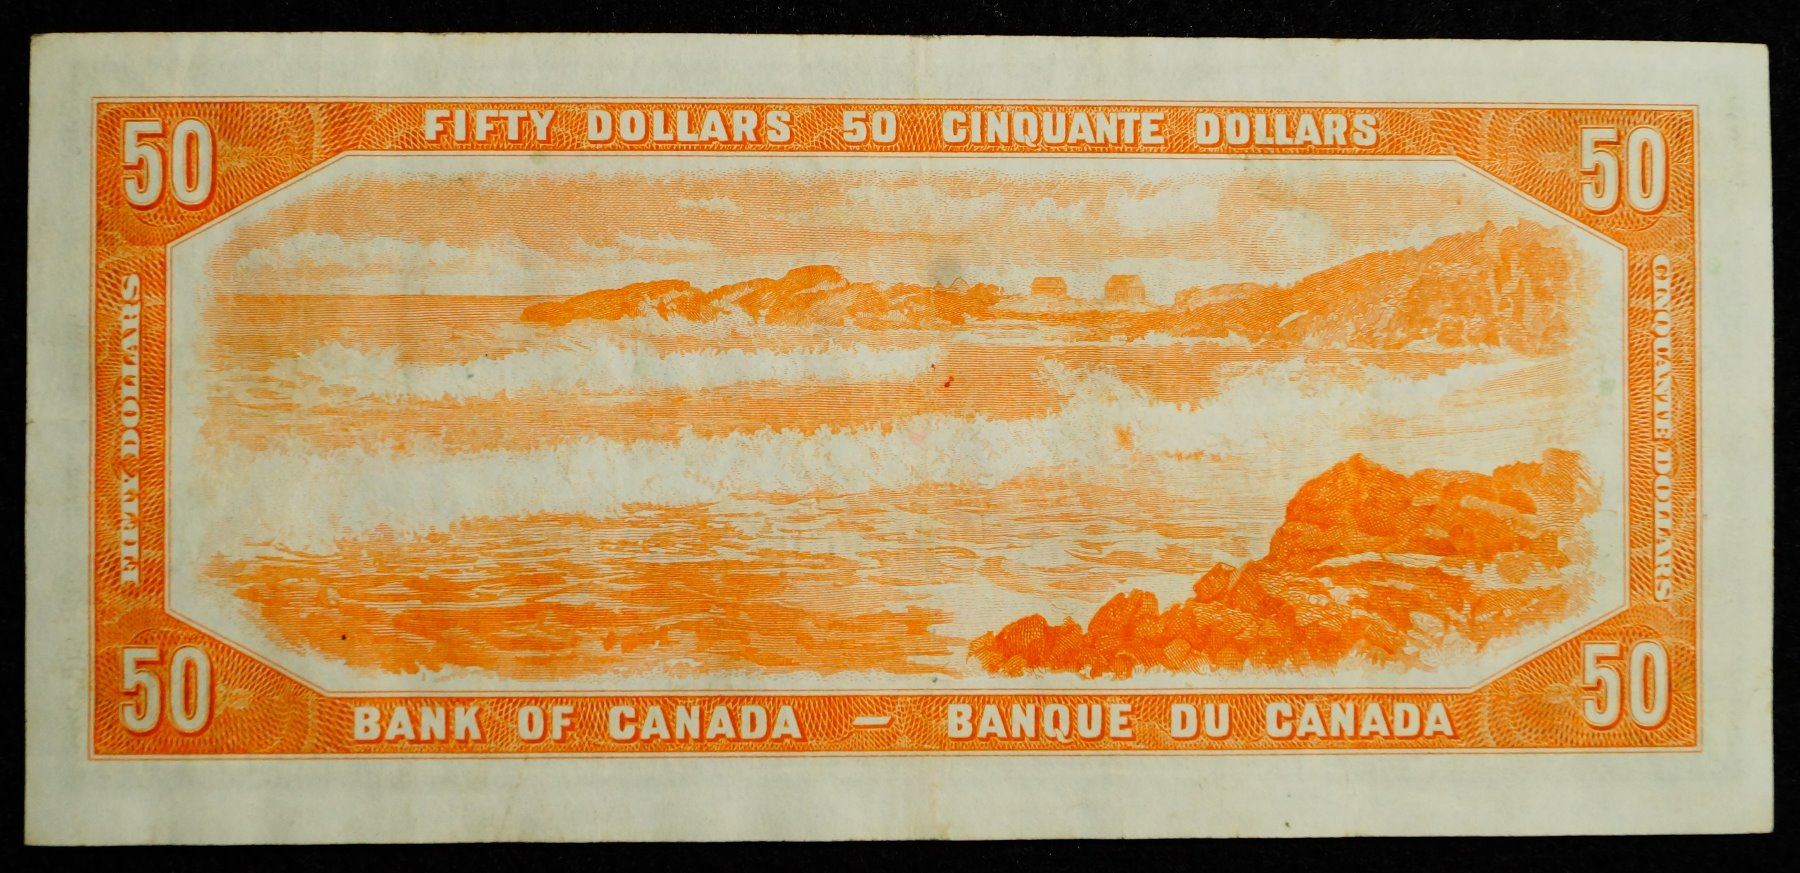 50 FIFTY DOLLARS 50 CINQUANTE DOLLARS 50
FIFTY DOLLARS
CINQUANTE DOLLARS
50 BANK OF CANADA — BANQUE DU CANADA 50